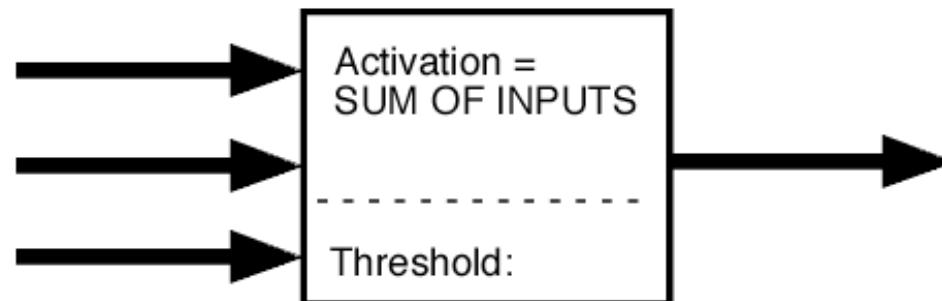 Activation =
SUM OF INPUTS
Threshold: